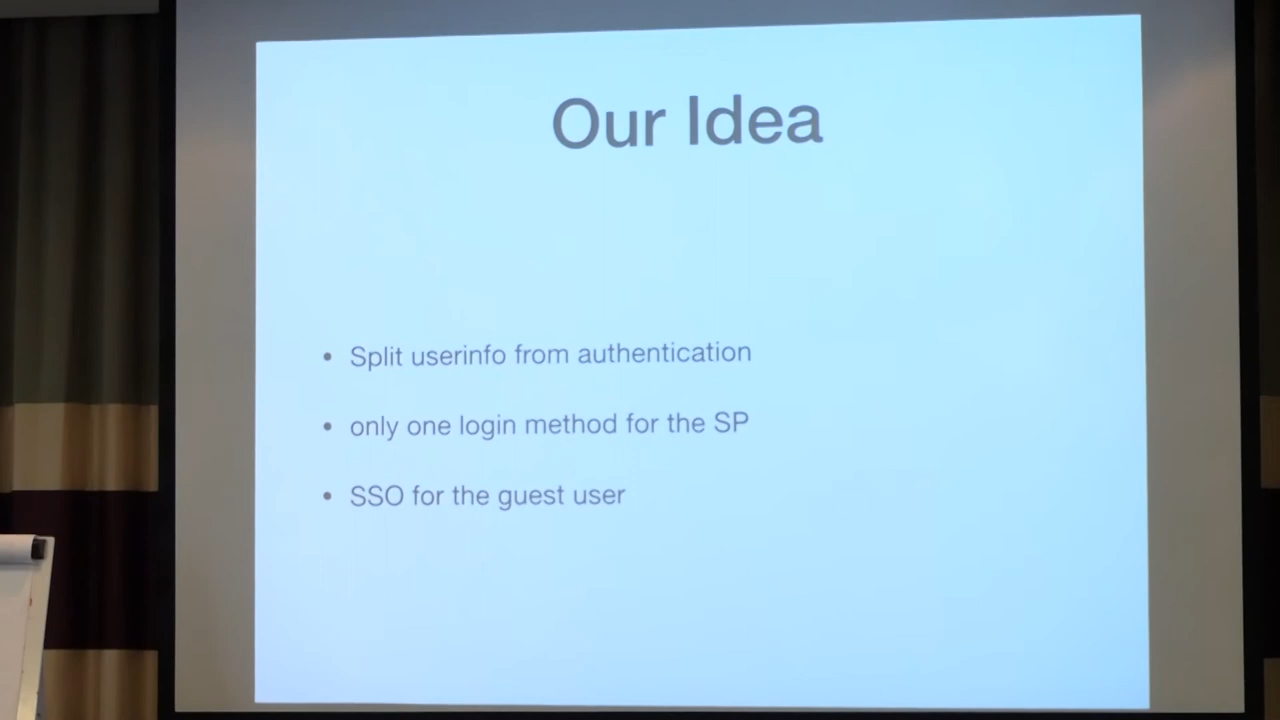 Our Idea
• Split userinfo from authentication
• only one login method for the SP
• SSO for the guest user